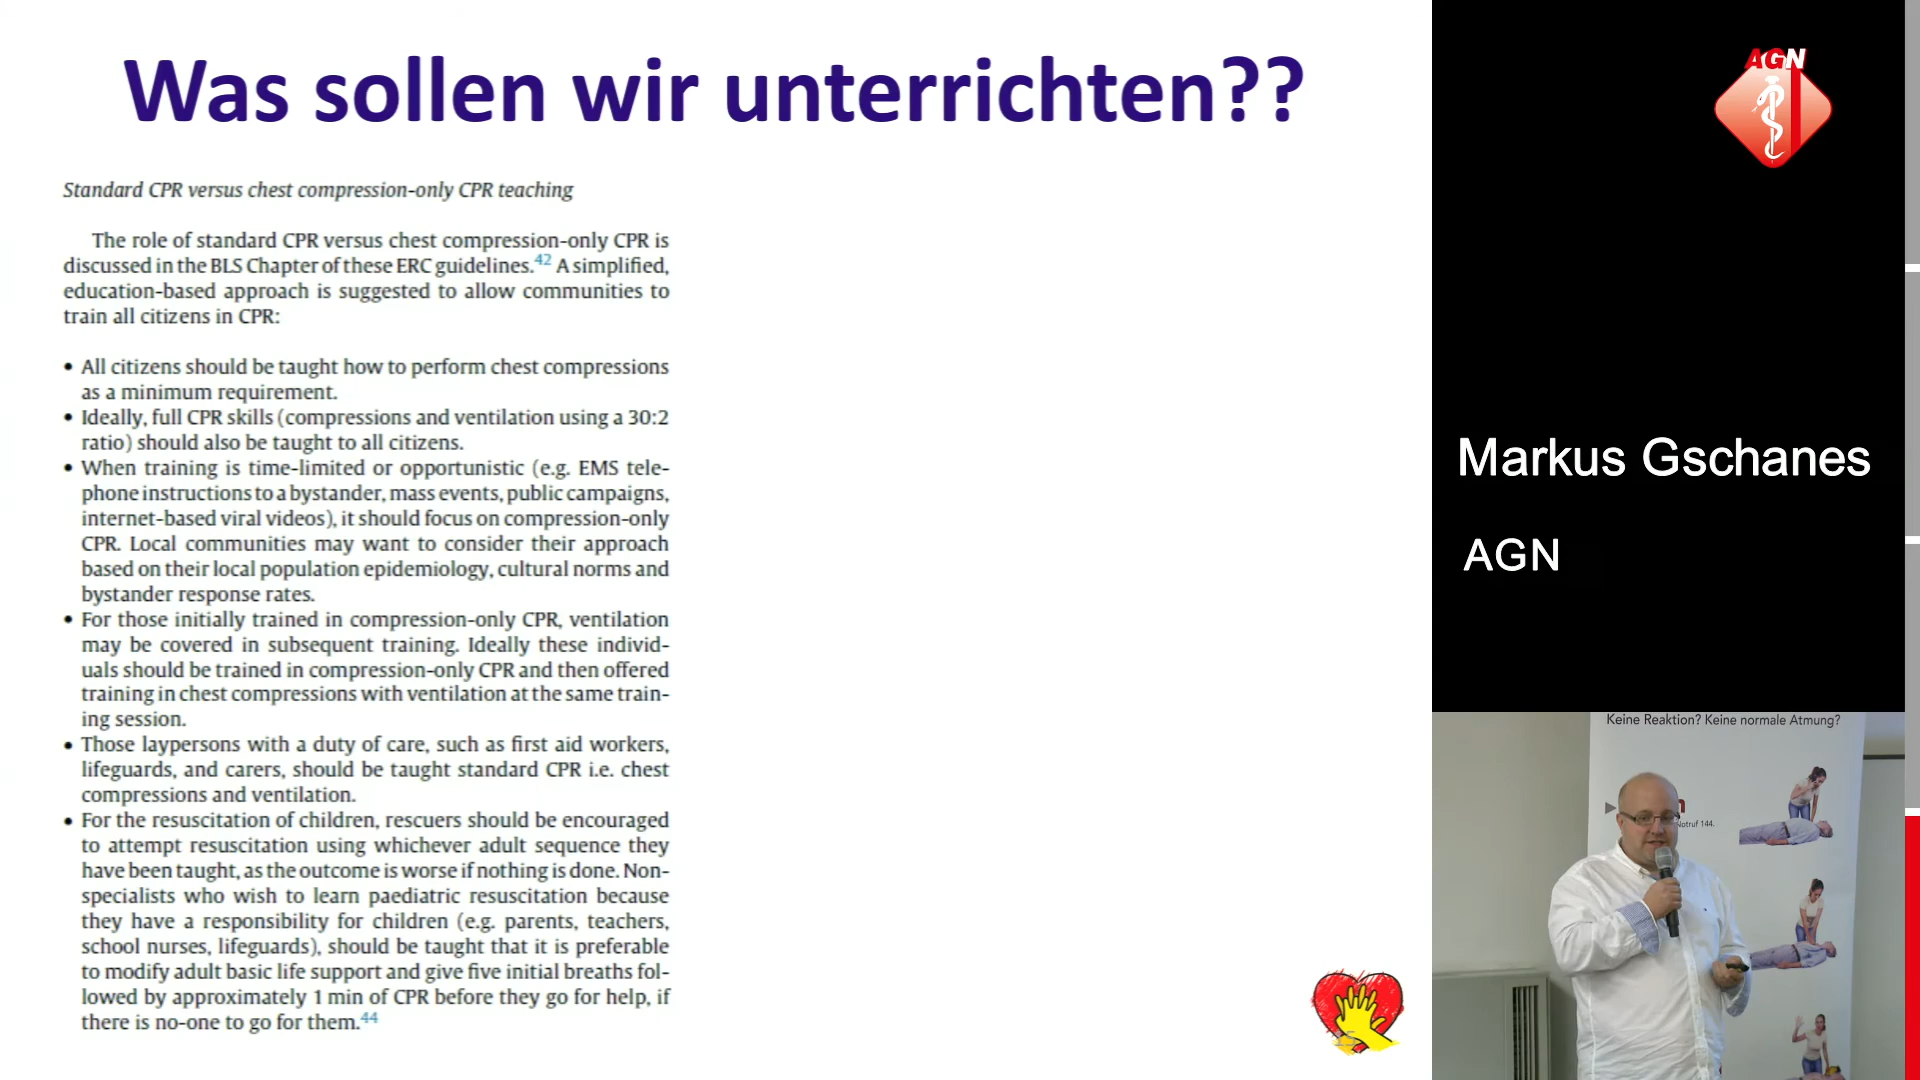 Was sollen wir unterrichten??
Standard CPR versus chest compression-only CPR teaching
The role of standard CPR versus chest compression-only CPR is
discussed in the BLS Chapter of these ERC guidelines.42 A simplified,
education-based approach is suggested to allow communities to
train all citizens in CPR:
• All citizens should be taught how to perform chest compressions
as a minimum requirement.
• Ideally, full CPR skills (compressions and ventilation using a 30:2
ratio) should also be taught to all citizens.
• When training is time-limited or opportunistic (e.g. EMS tele-
phone instructions to a bystander, mass events, public campaigns,
internet-based viral videos), it should focus on compression-only
CPR. Local communities may want to consider their approach
based on their local population epidemiology, cultural norms and
bystander response rates.
• For those initially trained in compression-only CPR, ventilation
may be covered in subsequent training. Ideally these individ-
uals should be trained in compression-only CPR and then offered
training in chest compressions with ventilation at the same train-
ing session.
• Those laypersons with a duty of care, such as first aid workers,
lifeguards, and carers, should be taught standard CPR i.e. chest
compressions and ventilation.
• For the resuscitation of children, rescuers should be encouraged
to attempt resuscitation using whichever adult sequence they
have been taught, as the outcome is worse if nothing is done. Non-
specialists who wish to learn paediatric resuscitation because
they have a responsibility for children (e.g. parents, teachers,
school nurses, lifeguards), should be taught that it is preferable
to modify adult basic life support and give five initial breaths fol-
lowed by approximately 1 min of CPR before they go for help, if
there is no-one to go for them.44
AGN
Markus Gschanes
AGN
Keine Reaktion? Keine normale Atmung?
Notruf 144.